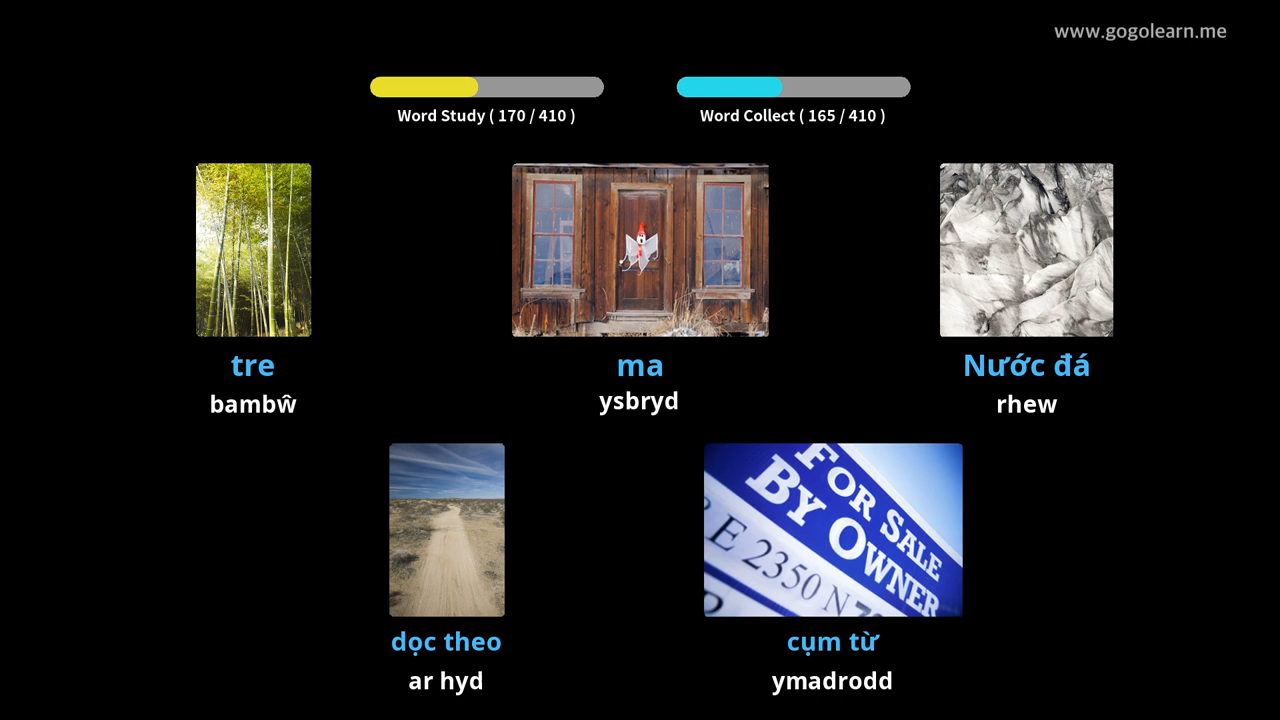 www.gogolearn.me
Word Study ( 170 / 410 )
Word Collect ( 165 / 410 )
tre
bambŵ
ma
ysbryd
Nước đá
rhew
FOR SALE
BY OWNER
E 2350 N
dọc theo
ar hyd
cụm từ
ymadrodd